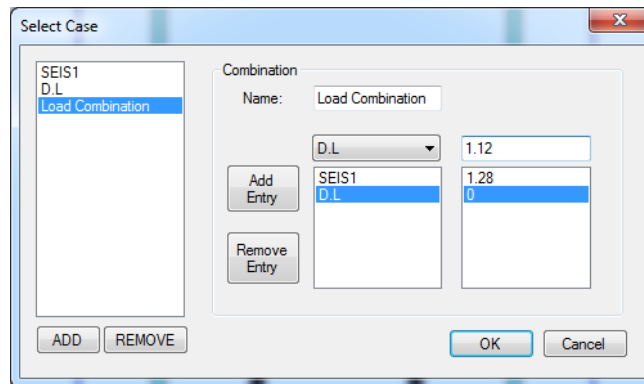 Select Case
SEIS1
D.L
Load Combination
ADD
REMOVE
Combination
Name:
Load Combination
D.L
1.12
Add
Entry
Remove
Entry
SEIS1
D.L
1.28
0
OK
Cancel